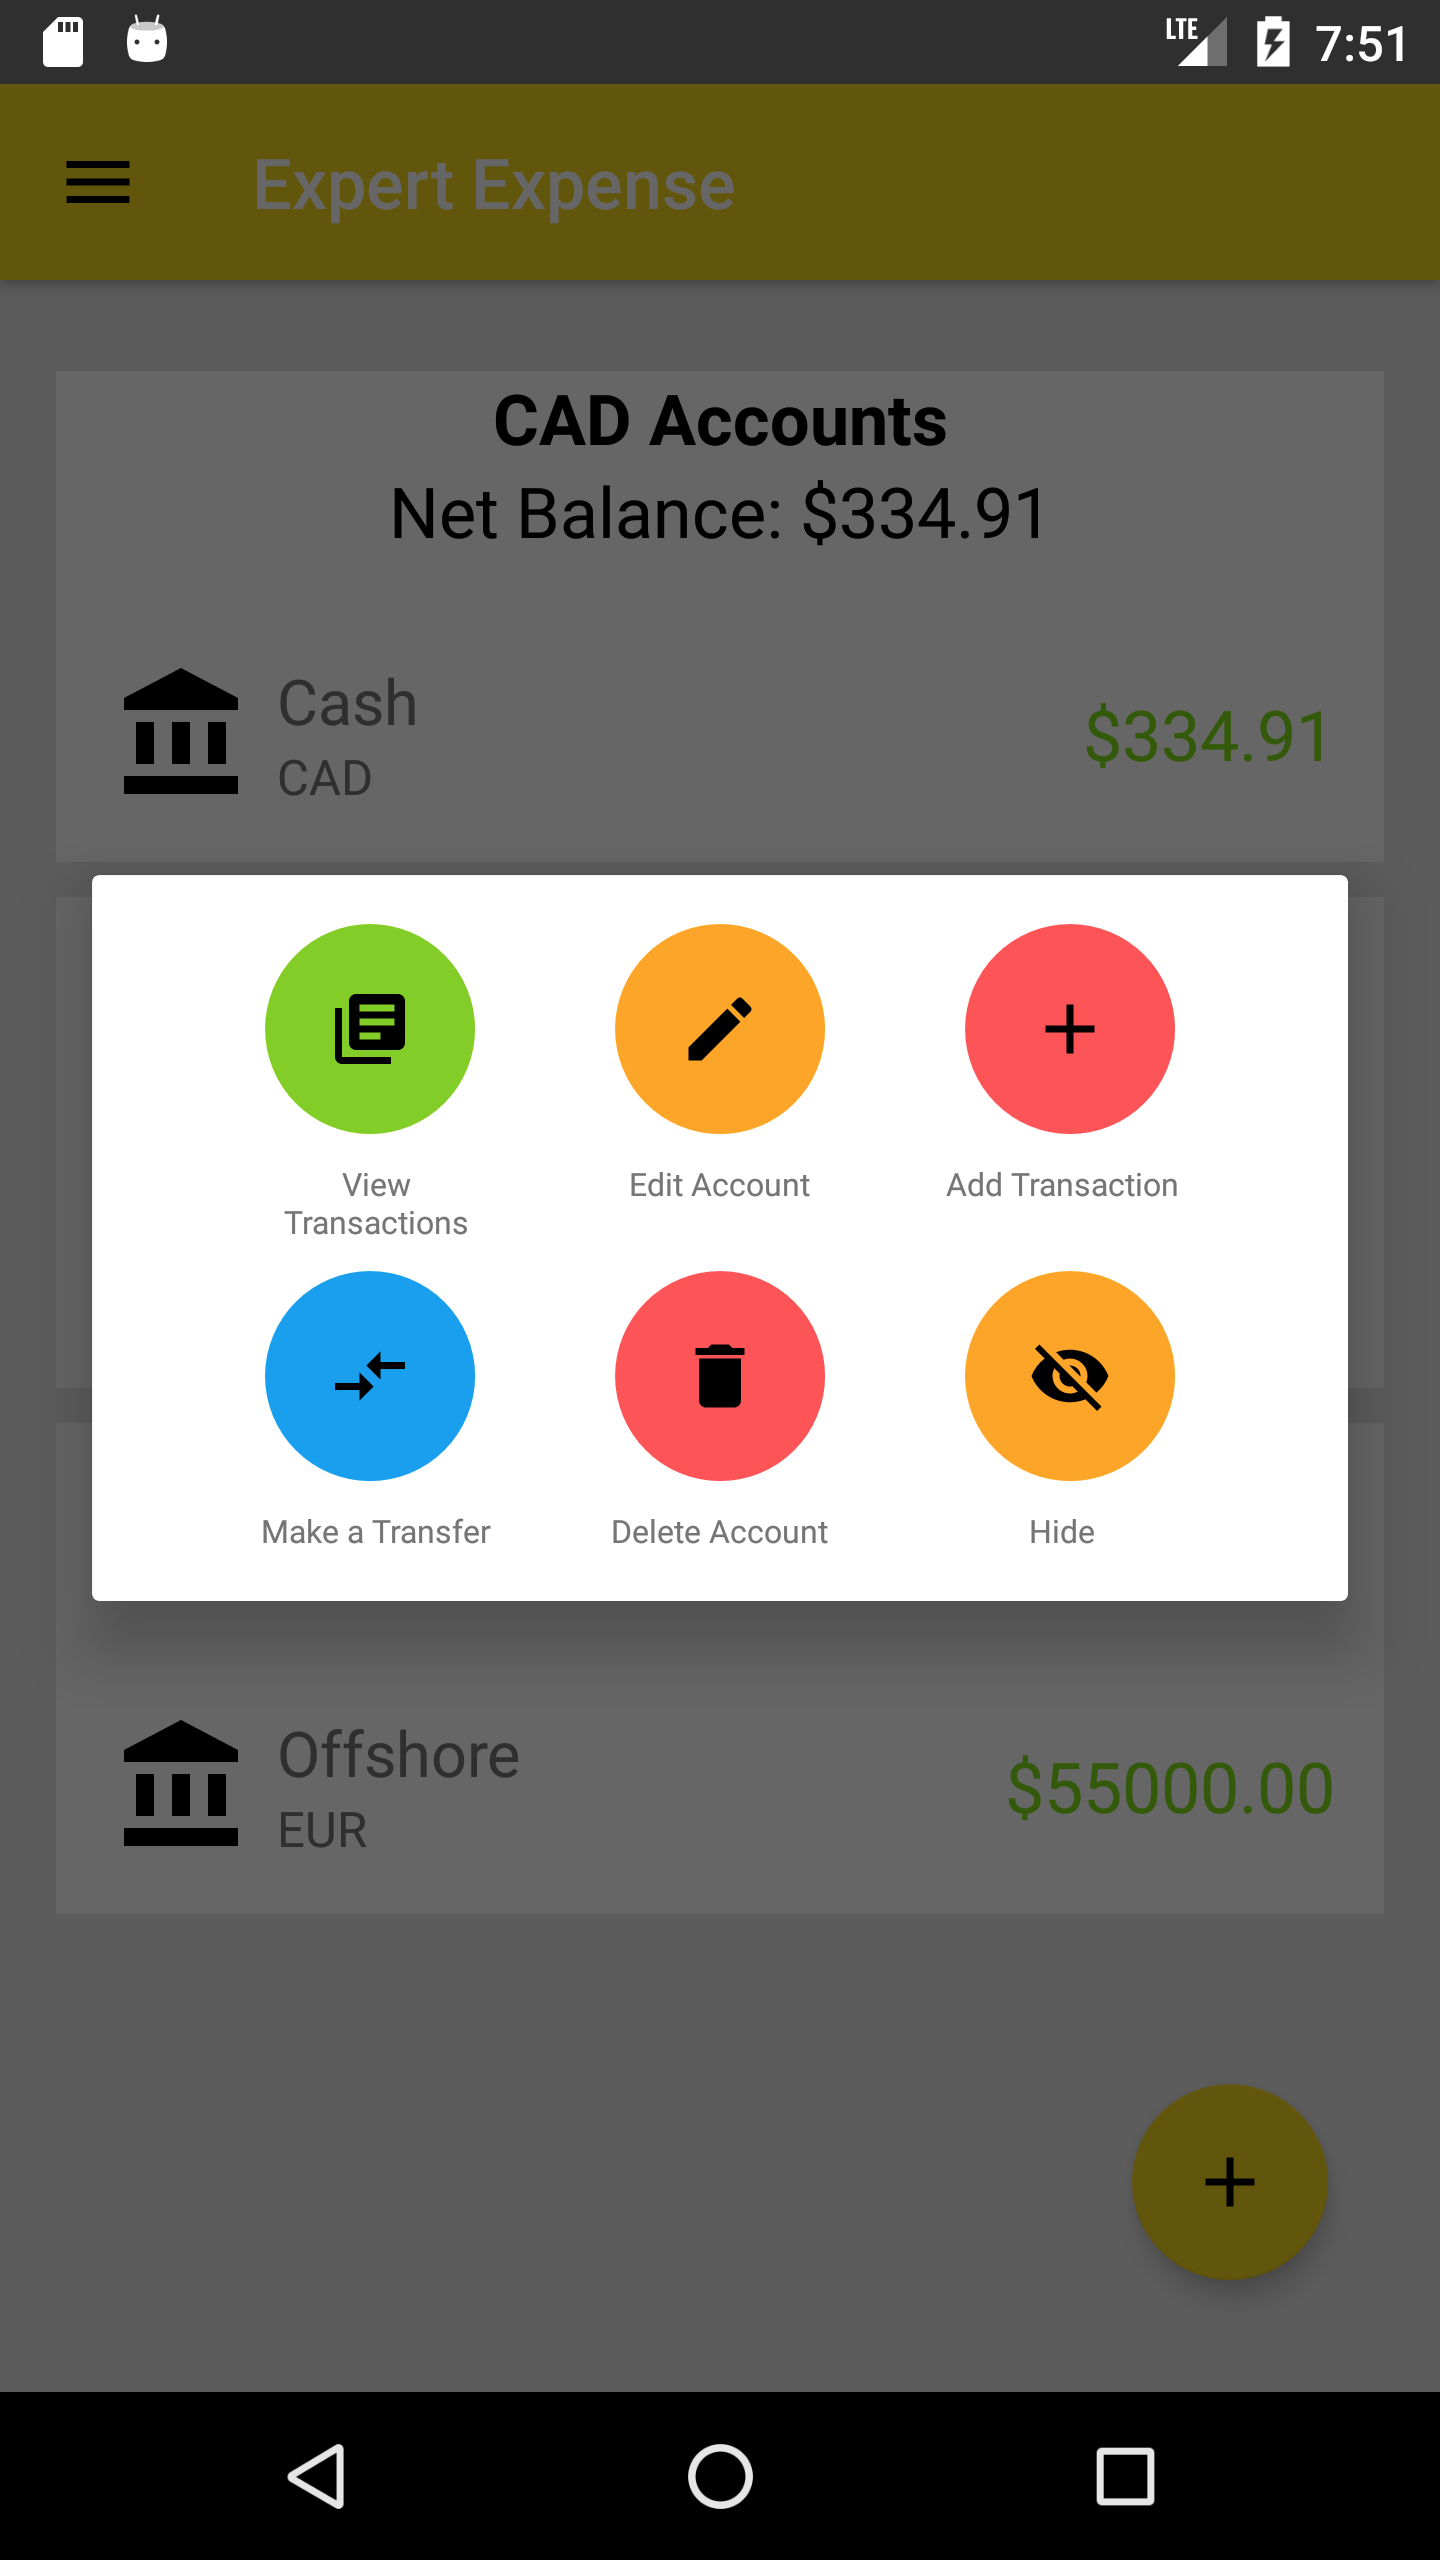 LTE 7:51
Expert Expense
CAD Accounts
Net Balance: $334.91
Cash
CAD
$334.91
View
Transactions
Edit Account
Add Transaction
Make a Transfer
Delete Account
Hide
Offshore
EUR
$55000.00